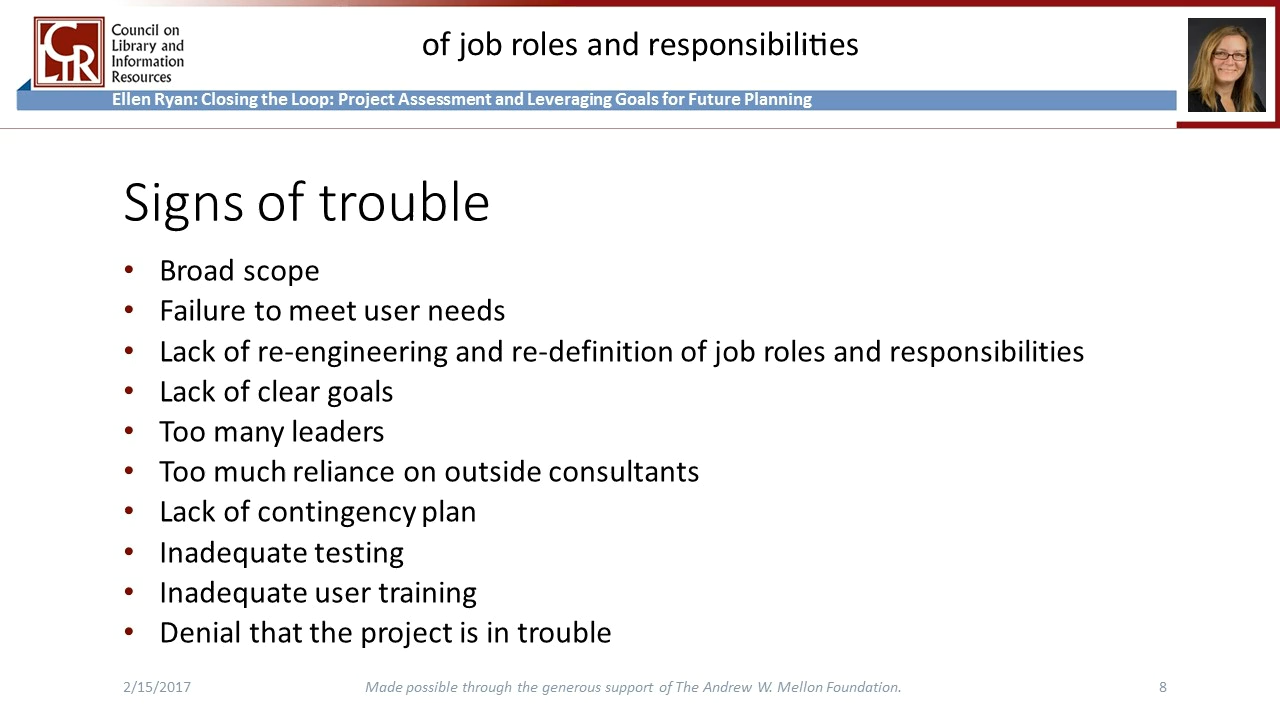 CLIR
Council on
Library and
Information
Resources
of job roles and responsibilities
Ellen Ryan: Closing the Loop: Project Assessment and Leveraging Goals for Future Planning
Signs of trouble
• Broad scope
• Failure to meet user needs
• Lack of re-engineering and re-definition of job roles and responsibilities
• Lack of clear goals
• Too many leaders
• Too much reliance on outside consultants
• Lack of contingency plan
• Inadequate testing
• Inadequate user training
• Denial that the project is in trouble
2/15/2017
Made possible through the generous support of The Andrew W. Mellon Foundation.
8